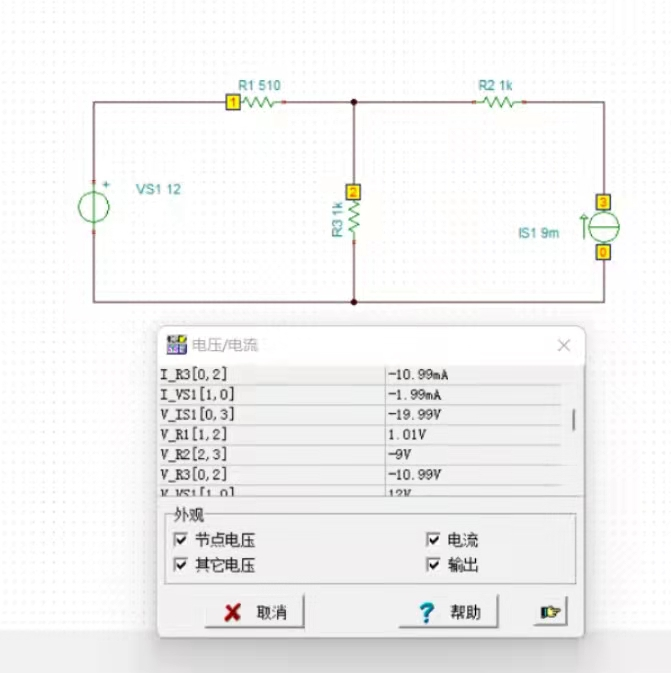 R1 510
R2 1k
1
VS1 12
+
2
R3 1k
3
IS1 9m
0
电压/电流
I_R3[0,2] -10.99mA
I_VS1[1,0] -1.99mA
V_IS1[0,3] -19.99V
V_R1[1,2] 1.01V
V_R2[2,3] -9V
V_R3[0,2] -10.99V
V_VS1[1,0] 12V
外观
节点电压 电流
其它电压 输出
取消 帮助